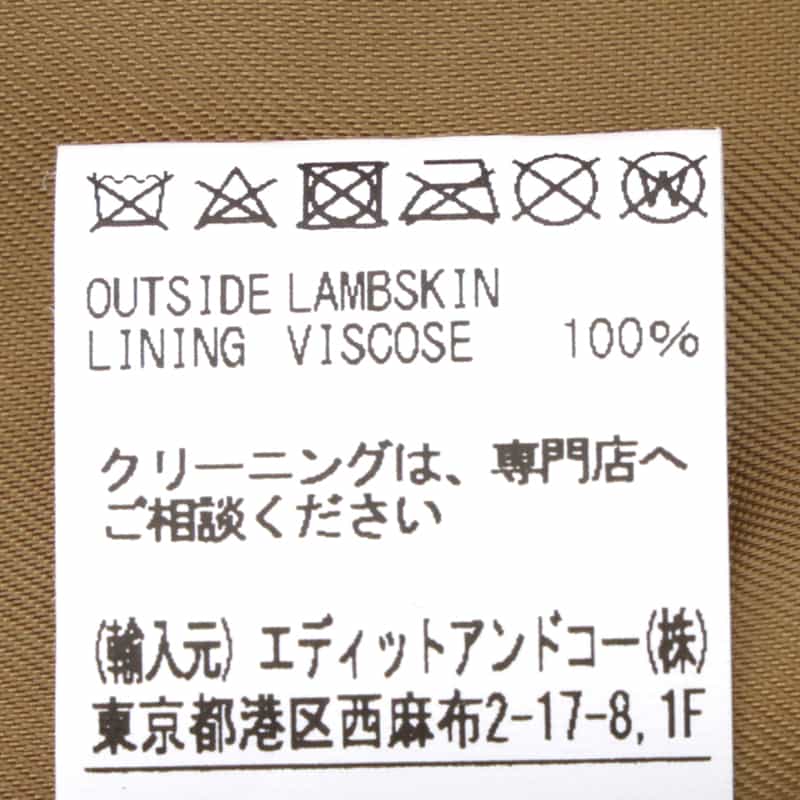 W
OUTSIDE LAMBSKIN
LINING VISCOSE 100%
クリーニングは、専門店へ
ご相談ください
(輸入元) エディットアンドコー(株)
東京都港区西麻布2-17-8,1F